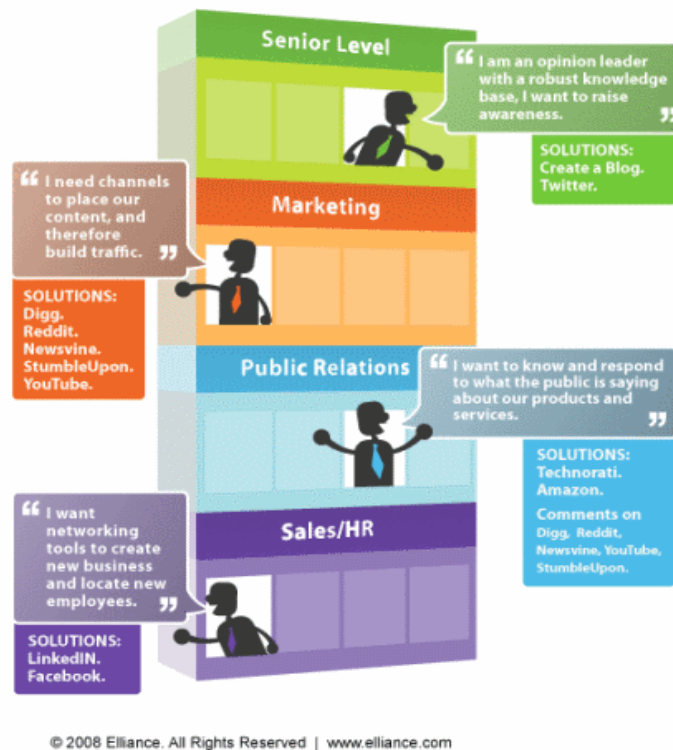 Senior Level
“ I am an opinion leader
with a robust knowledge
base, I want to raise
awareness. ”
SOLUTIONS:
Create a Blog.
Twitter.
“ I need channels
to place our
content, and
therefore
build traffic. ”
Marketing
SOLUTIONS:
Digg.
Reddit.
Newsvine.
StumbleUpon.
YouTube.
Public Relations
“ I want to know and respond
to what the public is saying
about our products and
services. ”
SOLUTIONS:
Technorati.
Amazon.
Comments on
Digg, Reddit,
Newsvine, YouTube,
StumbleUpon.
“ I want
networking
tools to create
new business
and locate new
employees. ”
Sales/HR
SOLUTIONS:
LinkedIN.
Facebook.
© 2008 Elliance. All Rights Reserved | www.elliance.com